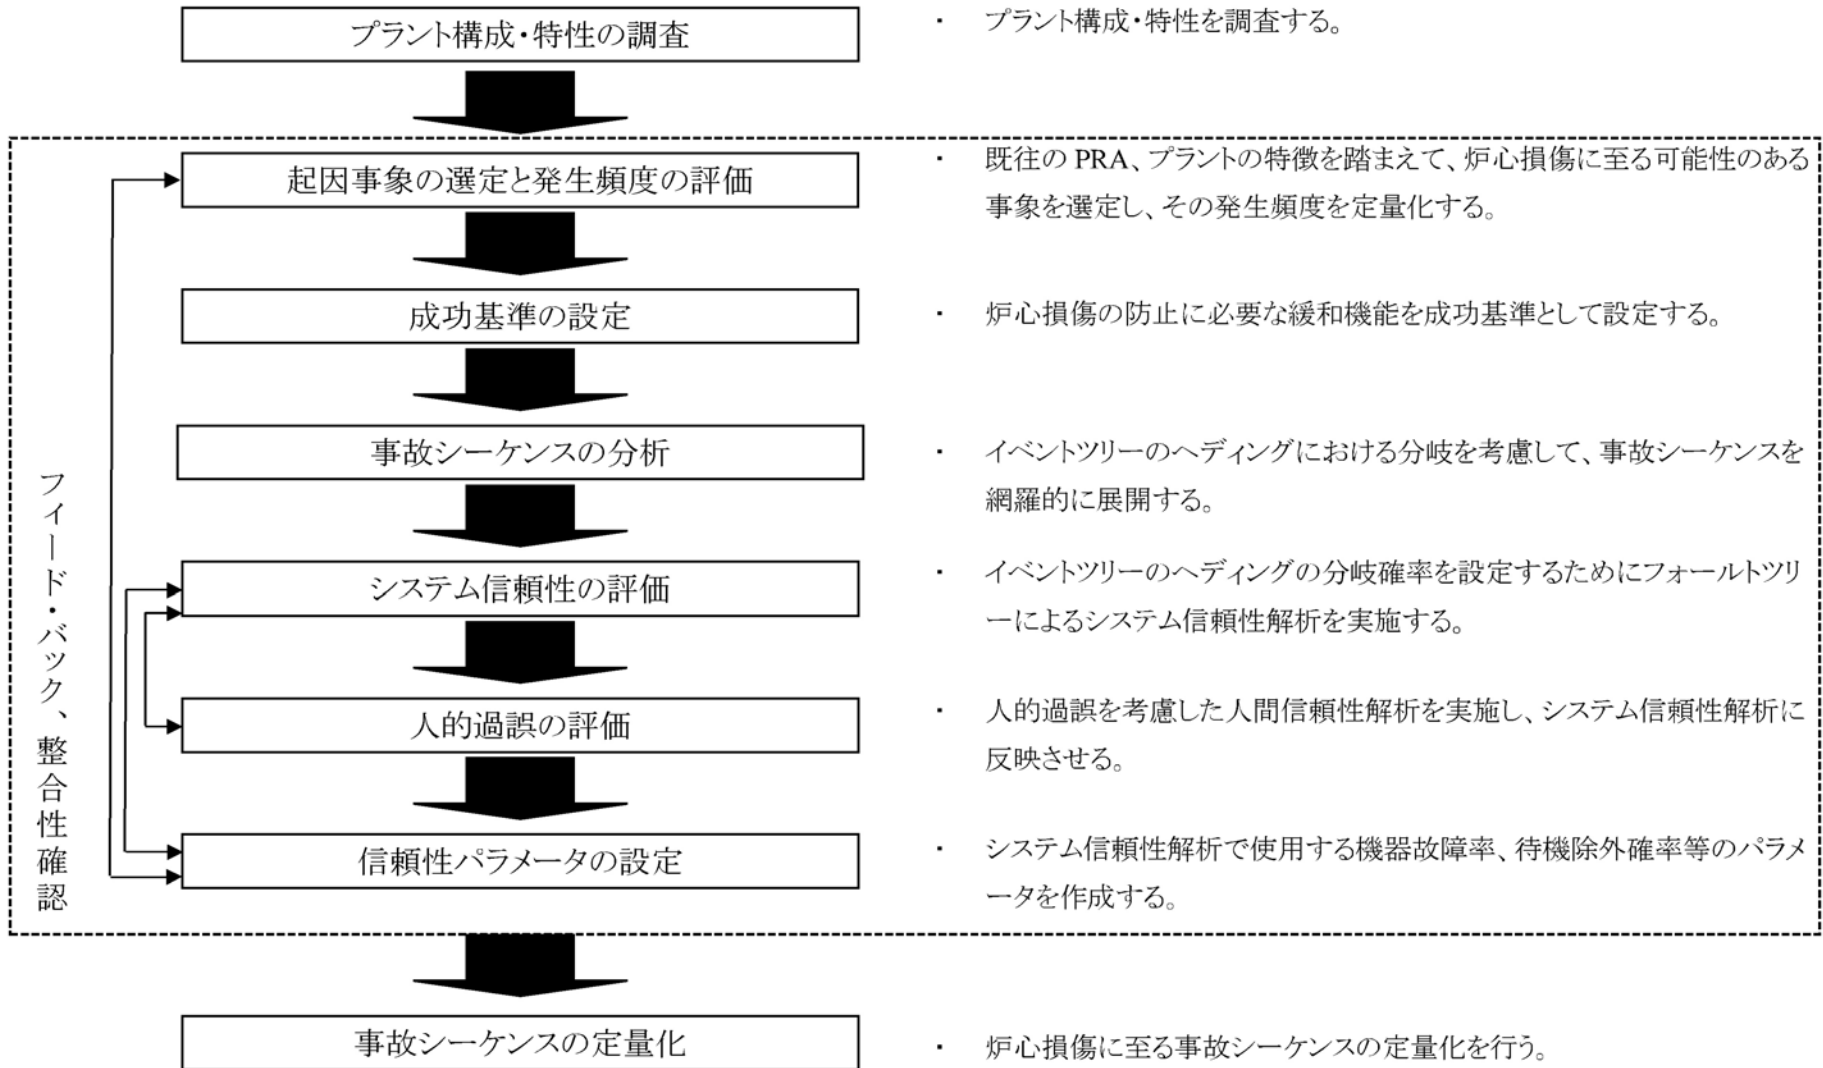 プラント構成・特性の調査
・ プラント構成・特性を調査する。
起因事象の選定と発生頻度の評価
・ 既往の PRA、プラントの特徴を踏まえて、炉心損傷に至る可能性のある
事象を選定し、その発生頻度を定量化する。
成功基準の設定
・ 炉心損傷の防止に必要な緩和機能を成功基準として設定する。
事故シーケンスの分析
・ イベントツリーのヘディングにおける分岐を考慮して、事故シーケンスを
網羅的に展開する。
システム信頼性の評価
・ イベントツリーのヘディングの分岐確率を設定するためにフォールトツリ
ーによるシステム信頼性解析を実施する。
人的過誤の評価
・ 人的過誤を考慮した人間信頼性解析を実施し、システム信頼性解析に
反映させる。
信頼性パラメータの設定
・ システム信頼性解析で使用する機器故障率、待機除外確率等のパラメ
ータを作成する。
フィード・バック、整合性確認
事故シーケンスの定量化
・ 炉心損傷に至る事故シーケンスの定量化を行う。